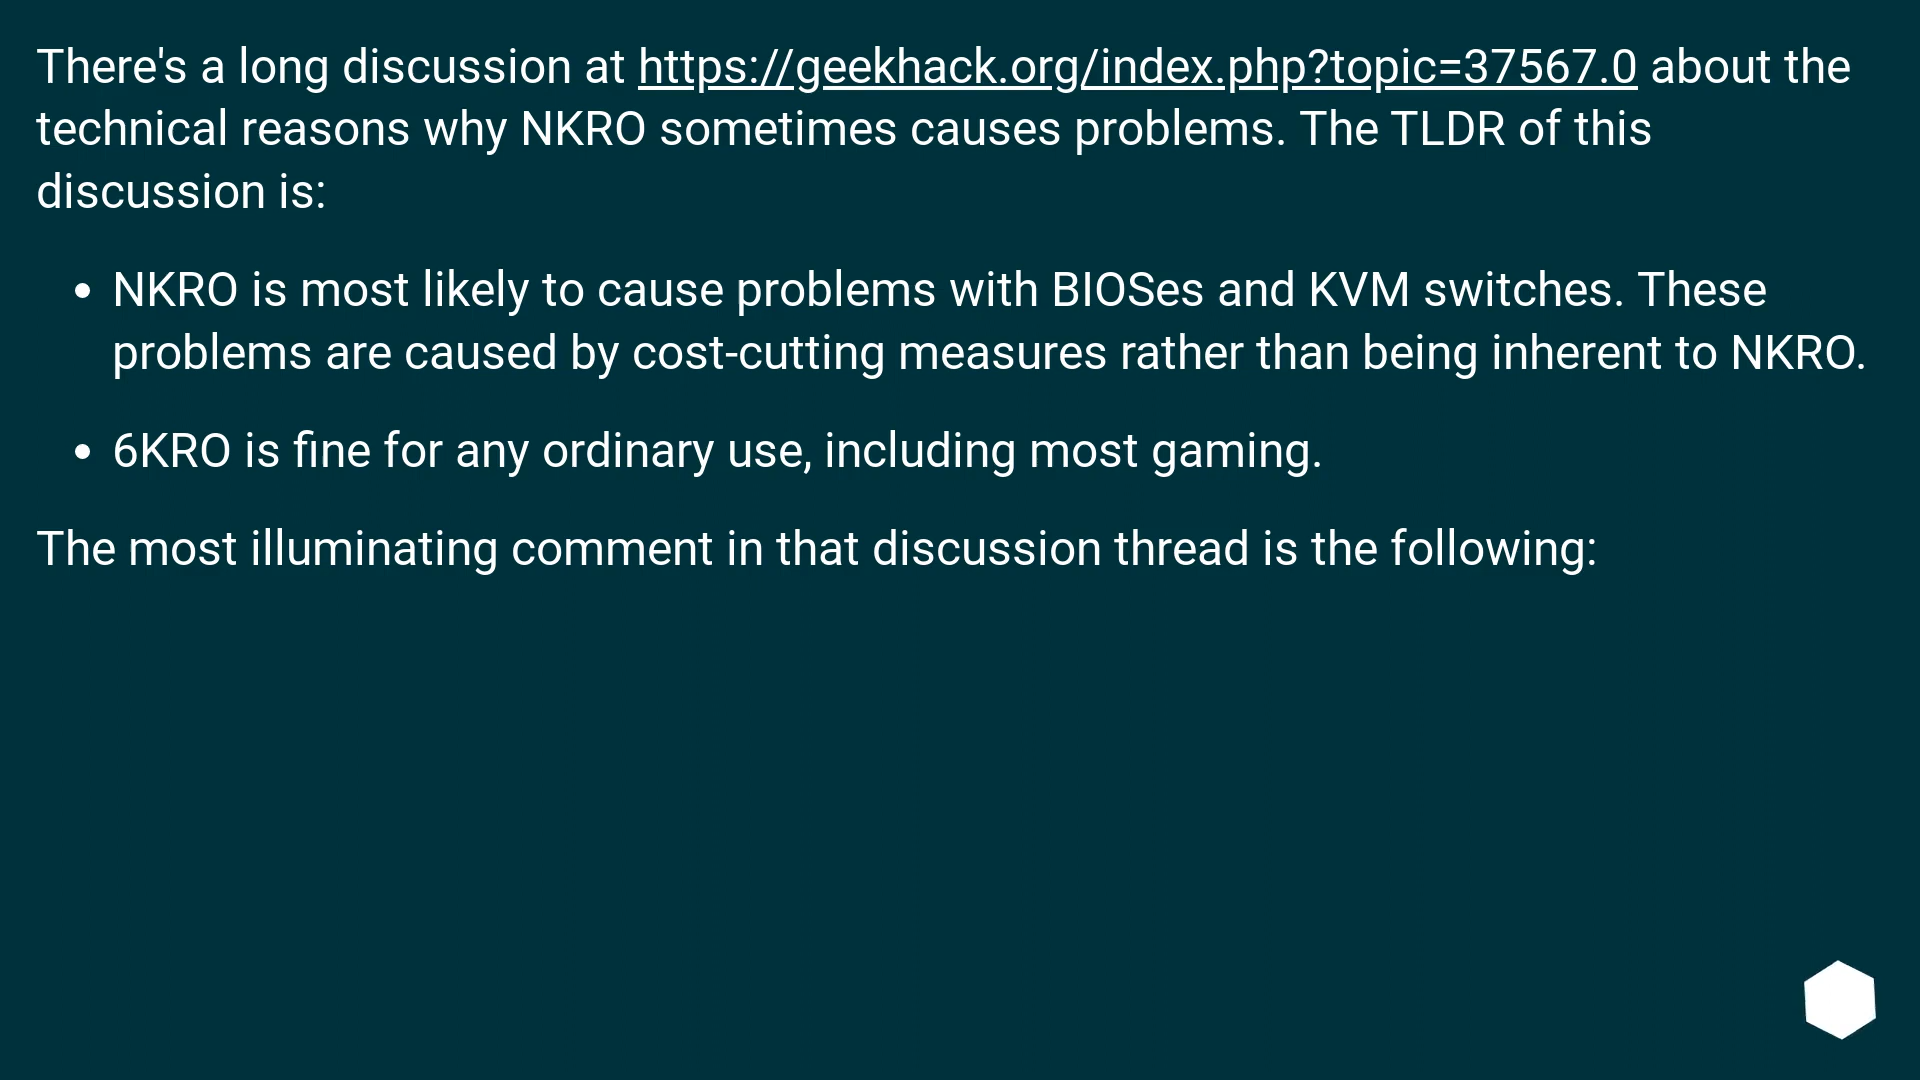 There's a long discussion at https://geekhack.org/index.php?topic=37567.0 about the
technical reasons why NKRO sometimes causes problems. The TLDR of this
discussion is:
• NKRO is most likely to cause problems with BIOSes and KVM switches. These
problems are caused by cost-cutting measures rather than being inherent to NKRO.
• 6KRO is fine for any ordinary use, including most gaming.
The most illuminating comment in that discussion thread is the following: